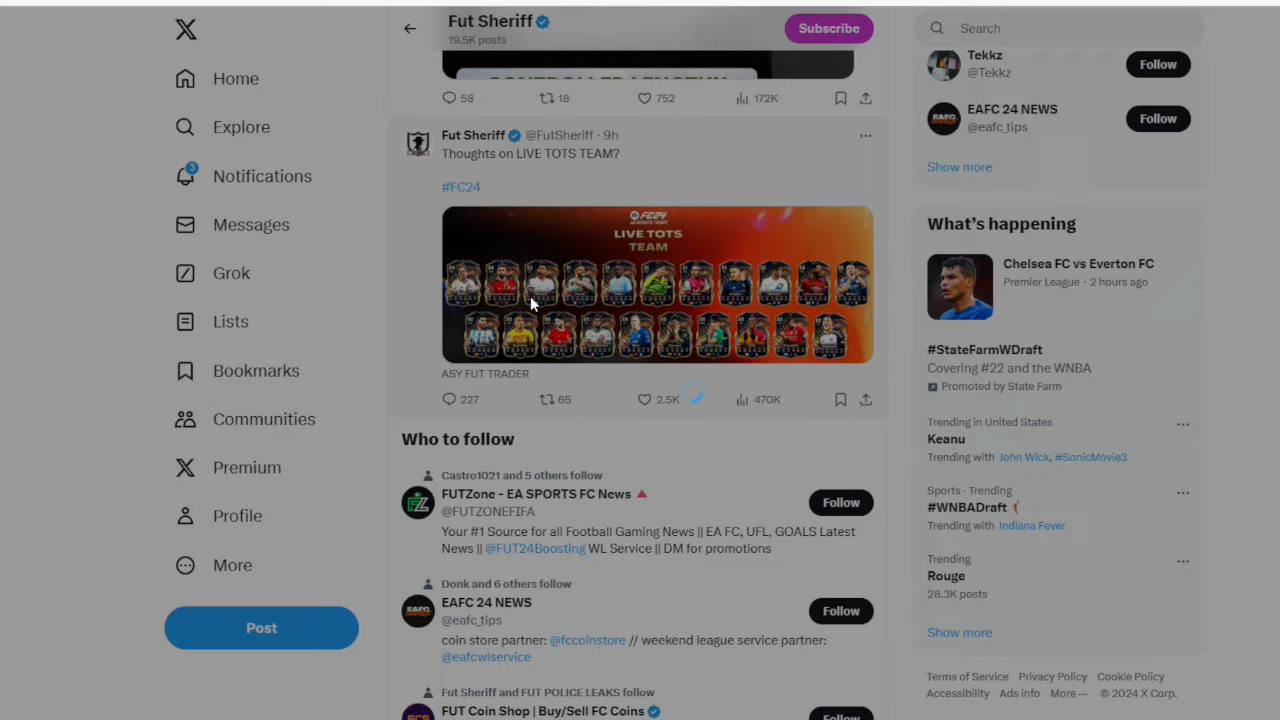 Home
Explore
3
Notifications
Messages
Grok
Lists
Bookmarks
Communities
Premium
Profile
More
Post
Fut Sheriff
19.5K posts
Subscribe
58
18
752
172K
Fut Sheriff @FutSheriff · 9h
Thoughts on LIVE TOTS TEAM?
#FC24
FC24
LIVE TOTS
TEAM
ASY FUT TRADER
227
65
2.5K
470K
Who to follow
Castro1021 and 5 others follow
FUTZone - EA SPORTS FC News
@FUTZONEFIFA
Follow
Your #1 Source for all Football Gaming News || EA FC, UFL, GOALS Latest
News || @FUT24Boosting WL Service || DM for promotions
Donk and 6 others follow
EAFC 24 NEWS
@eafc_tips
Follow
coin store partner: @fccoinstore // weekend league service partner:
@eafcwlservice
Fut Sheriff and FUT POLICE LEAKS follow
FUT Coin Shop | Buy/Sell FC Coins
Follow
Search
Tekkz
@Tekkz
Follow
EAFC 24 NEWS
@eafc_tips
Follow
Show more
What's happening
Chelsea FC vs Everton FC
Premier League · 2 hours ago
#StateFarmWDraft
Covering #22 and the WNBA
Promoted by State Farm
Trending in United States
Keanu
Trending with John Wick, #SonicMovie3
Sports · Trending
#WNBADraft
Trending with Indiana Fever
Trending
Rouge
28.3K posts
Show more
Terms of Service Privacy Policy Cookie Policy
Accessibility Ads info More ··· © 2024 X Corp.